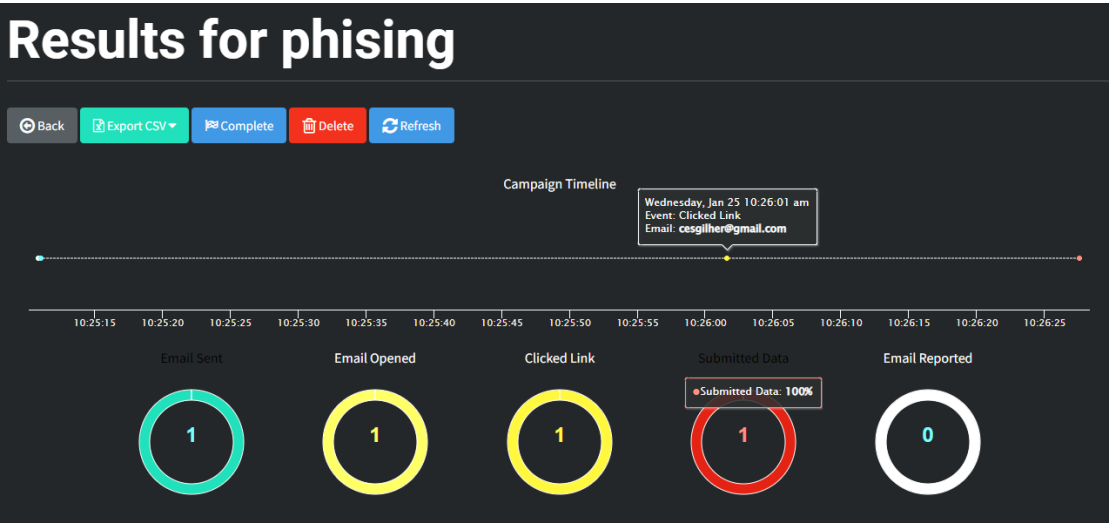 Results for phising
Back
Export CSV
Complete
Delete
Refresh
Campaign Timeline
Wednesday, Jan 25 10:26:01 am
Event: Clicked Link
Email: cesgilher@gmail.com
10:25:15 10:25:20 10:25:25 10:25:30 10:25:35 10:25:40 10:25:45 10:25:50 10:25:55 10:26:00 10:26:05 10:26:10 10:26:15 10:26:20 10:26:25
Email Sent Email Opened Clicked Link Submitted Data Email Reported
Submitted Data: 100%
1 1 1 1 0